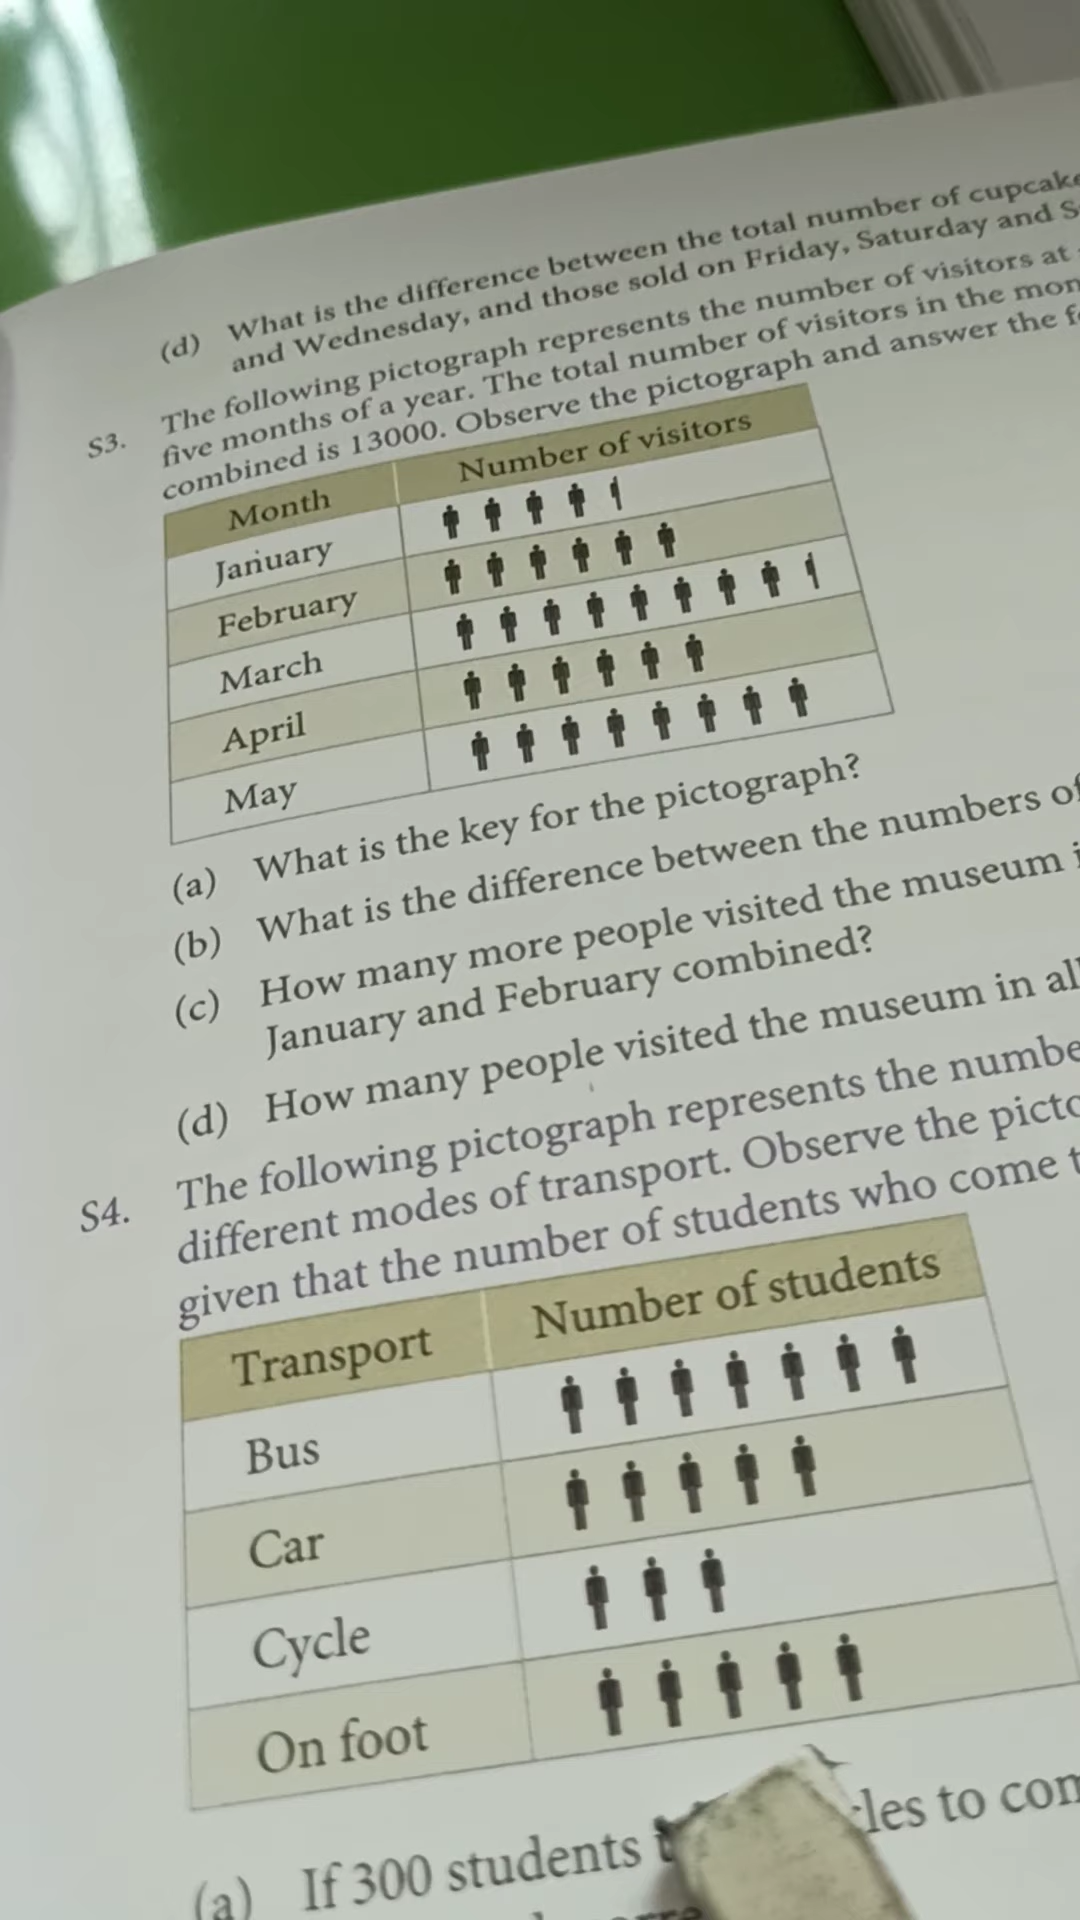 (d) What is the difference between the total number of cupcake
and Wednesday, and those sold on Friday, Saturday and S
S3. The following pictograph represents the number of visitors at
five months of a year. The total number of visitors in the mon
combined is 13000. Observe the pictograph and answer the f
Month Number of visitors
January
February
March
April
May
(a) What is the key for the pictograph?
(b) What is the difference between the numbers of
(c) How many more people visited the museum i
January and February combined?
(d) How many people visited the museum in all
S4. The following pictograph represents the numbe
different modes of transport. Observe the picto
given that the number of students who come t
Transport Number of students
Bus
Car
Cycle
On foot
(a) If 300 students to con